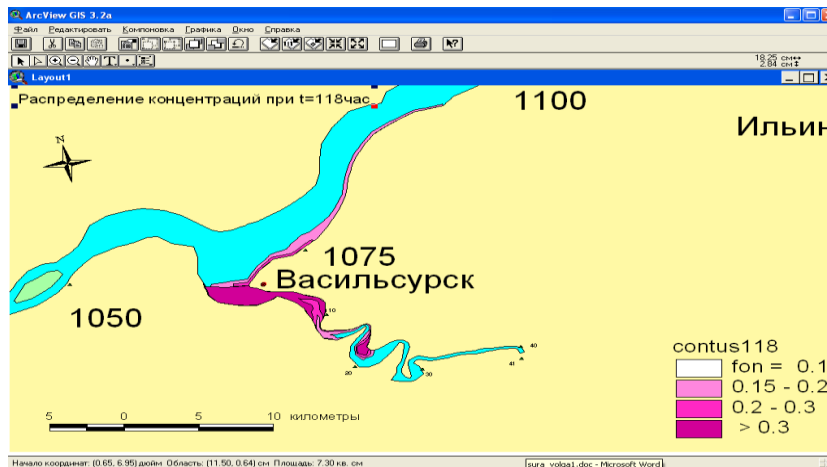 ArcView GIS 3.2a
Файл Редактировать Компоновка Графика Окно Справка
18.25 см
2.84 см
Layout1
Распределение концентраций при t=118час
1100
Ильин
N
1075
Васильсурск
1050
10
20
30
40
41
contus118
fon = 0.1
0.15 - 0.2
0.2 - 0.3
> 0.3
5 0 5 10 километры
Начало координат: (0.65, 6.95) дюйм Область: (11.50, 0.64) см Площадь: 7.30 кв. см
sura_volga1.doc - Microsoft Word